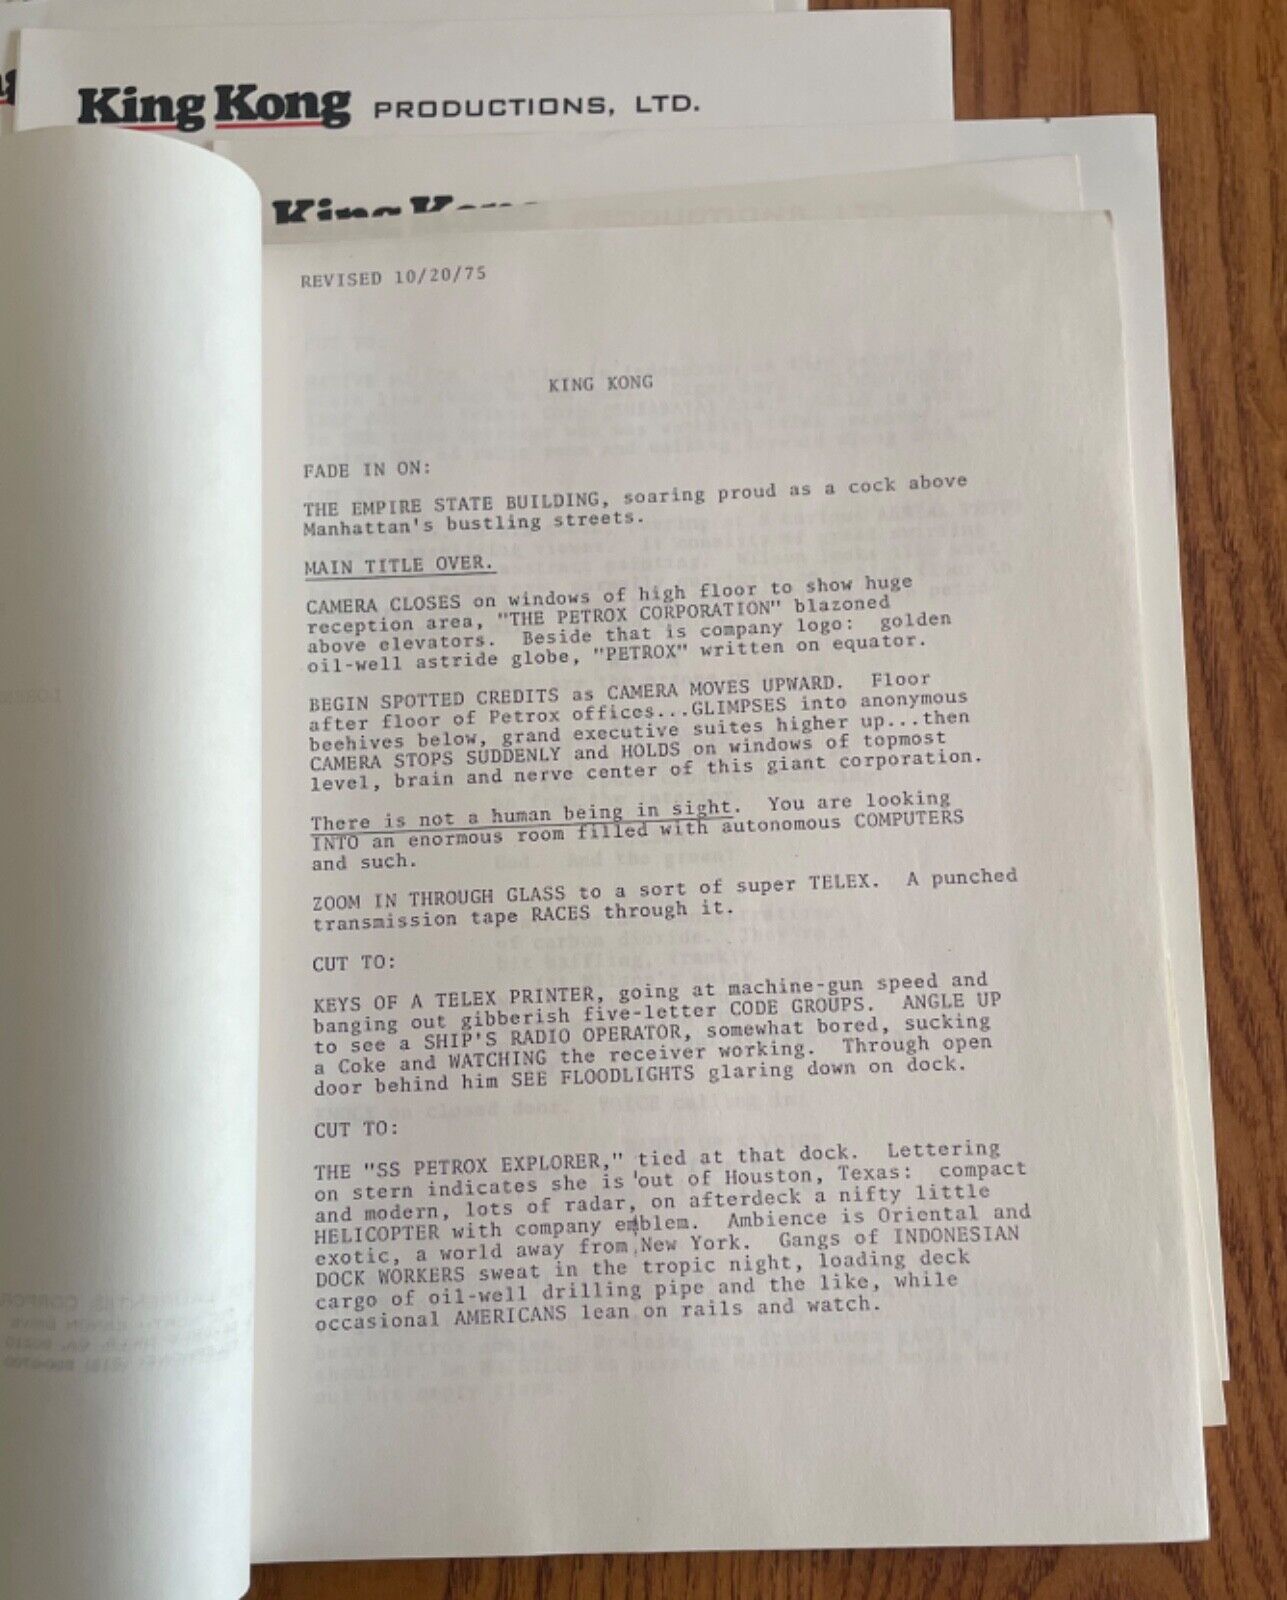 King Kong PRODUCTIONS, LTD.
King Kong
REVISED 10/20/75
KING KONG
FADE IN ON:
THE EMPIRE STATE BUILDING, soaring proud as a cock above
Manhattan's bustling streets.
MAIN TITLE OVER.
CAMERA CLOSES on windows of high floor to show huge
reception area, "THE PETROX CORPORATION" blazoned
above elevators. Beside that is company logo: golden
oil-well astride globe, "PETROX" written on equator.
BEGIN SPOTTED CREDITS as CAMERA MOVES UPWARD. Floor
after floor of Petrox offices...GLIMPSES into anonymous
beehives below, grand executive suites higher up...then
CAMERA STOPS SUDDENLY and HOLDS on windows of topmost
level, brain and nerve center of this giant corporation.
There is not a human being in sight. You are looking
INTO an enormous room filled with autonomous COMPUTERS
and such.
ZOOM IN THROUGH GLASS to a sort of super TELEX. A punched
transmission tape RACES through it.
CUT TO:
KEYS OF A TELEX PRINTER, going at machine-gun speed and
banging out gibberish five-letter CODE GROUPS. ANGLE UP
to see a SHIP'S RADIO OPERATOR, somewhat bored, sucking
a Coke and WATCHING the receiver working. Through open
door behind him SEE FLOODLIGHTS glaring down on dock.
CUT TO:
THE "SS PETROX EXPLORER," tied at that dock. Lettering
on stern indicates she is out of Houston, Texas: compact
and modern, lots of radar, on afterdeck a nifty little
HELICOPTER with company emblem. Ambience is Oriental and
exotic, a world away from New York. Gangs of INDONESIAN
DOCK WORKERS sweat in the tropic night, loading deck
cargo of oil-well drilling pipe and the like, while
occasional AMERICANS lean on rails and watch.